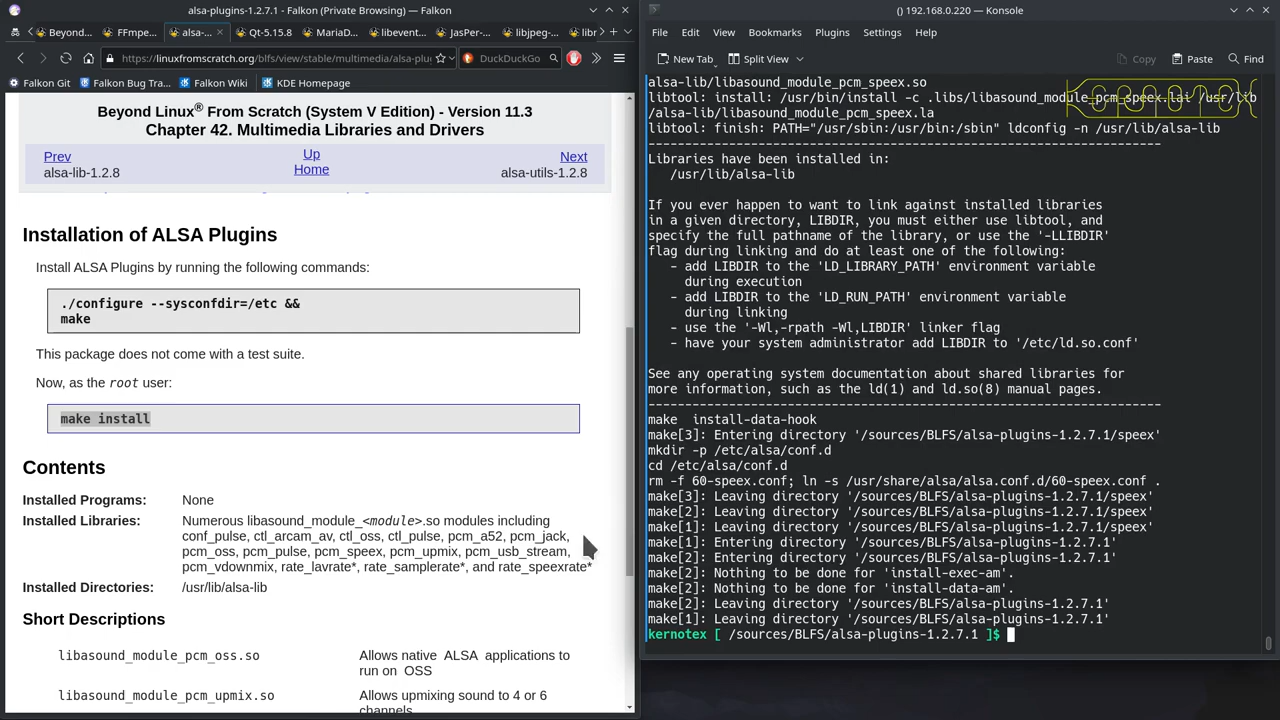 alsa-plugins-1.2.7.1 - Falkon (Private Browsing) — Falkon
Beyond... FFmpe... alsa-... Qt-5.15.8 MariaD... libevent... JasPer-... libjpeg-... libr
https://linuxfromscratch.org/blfs/view/stable/multimedia/alsa-plug DuckDuckGo
Falkon Git Falkon Bug Tra... Falkon Wiki KDE Homepage
Beyond Linux® From Scratch (System V Edition) - Version 11.3
Chapter 42. Multimedia Libraries and Drivers
Prev Up Next
alsa-lib-1.2.8 Home alsa-utils-1.2.8
Installation of ALSA Plugins
Install ALSA Plugins by running the following commands:
./configure --sysconfdir=/etc &&
make
This package does not come with a test suite.
Now, as the root user:
make install
Contents
Installed Programs: None
Installed Libraries: Numerous libasound_module_<module>.so modules including
conf_pulse, ctl_arcam_av, ctl_oss, ctl_pulse, pcm_a52, pcm_jack,
pcm_oss, pcm_pulse, pcm_speex, pcm_upmix, pcm_usb_stream,
pcm_vdownmix, rate_lavrate*, rate_samplerate*, and rate_speexrate*
Installed Directories: /usr/lib/alsa-lib
Short Descriptions
libasound_module_pcm_oss.so Allows native ALSA applications to
run on OSS
libasound_module_pcm_upmix.so Allows upmixing sound to 4 or 6
channels
() 192.168.0.220 — Konsole
File Edit View Bookmarks Plugins Settings Help
New Tab Split View Copy Paste Find
alsa-lib/libasound_module_pcm_speex.so
libtool: install: /usr/bin/install -c .libs/libasound_module_pcm_speex.lai /usr/lib
/alsa-lib/libasound_module_pcm_speex.la
libtool: finish: PATH="/usr/sbin:/usr/bin:/sbin" ldconfig -n /usr/lib/alsa-lib
----------------------------------------------------------------------
Libraries have been installed in:
/usr/lib/alsa-lib
If you ever happen to want to link against installed libraries
in a given directory, LIBDIR, you must either use libtool, and
specify the full pathname of the library, or use the '-LLIBDIR'
flag during linking and do at least one of the following:
- add LIBDIR to the 'LD_LIBRARY_PATH' environment variable
during execution
- add LIBDIR to the 'LD_RUN_PATH' environment variable
during linking
- use the '-Wl,-rpath -Wl,LIBDIR' linker flag
- have your system administrator add LIBDIR to '/etc/ld.so.conf'
See any operating system documentation about shared libraries for
more information, such as the ld(1) and ld.so(8) manual pages.
----------------------------------------------------------------------
make  install-data-hook
make[3]: Entering directory '/sources/BLFS/alsa-plugins-1.2.7.1/speex'
mkdir -p /etc/alsa/conf.d
cd /etc/alsa/conf.d
rm -f 60-speex.conf; ln -s /usr/share/alsa/alsa.conf.d/60-speex.conf .
make[3]: Leaving directory '/sources/BLFS/alsa-plugins-1.2.7.1/speex'
make[2]: Leaving directory '/sources/BLFS/alsa-plugins-1.2.7.1/speex'
make[1]: Leaving directory '/sources/BLFS/alsa-plugins-1.2.7.1/speex'
make[1]: Entering directory '/sources/BLFS/alsa-plugins-1.2.7.1'
make[2]: Entering directory '/sources/BLFS/alsa-plugins-1.2.7.1'
make[2]: Nothing to be done for 'install-exec-am'.
make[2]: Nothing to be done for 'install-data-am'.
make[2]: Leaving directory '/sources/BLFS/alsa-plugins-1.2.7.1'
make[1]: Leaving directory '/sources/BLFS/alsa-plugins-1.2.7.1'
kernotex [ /sources/BLFS/alsa-plugins-1.2.7.1 ]$